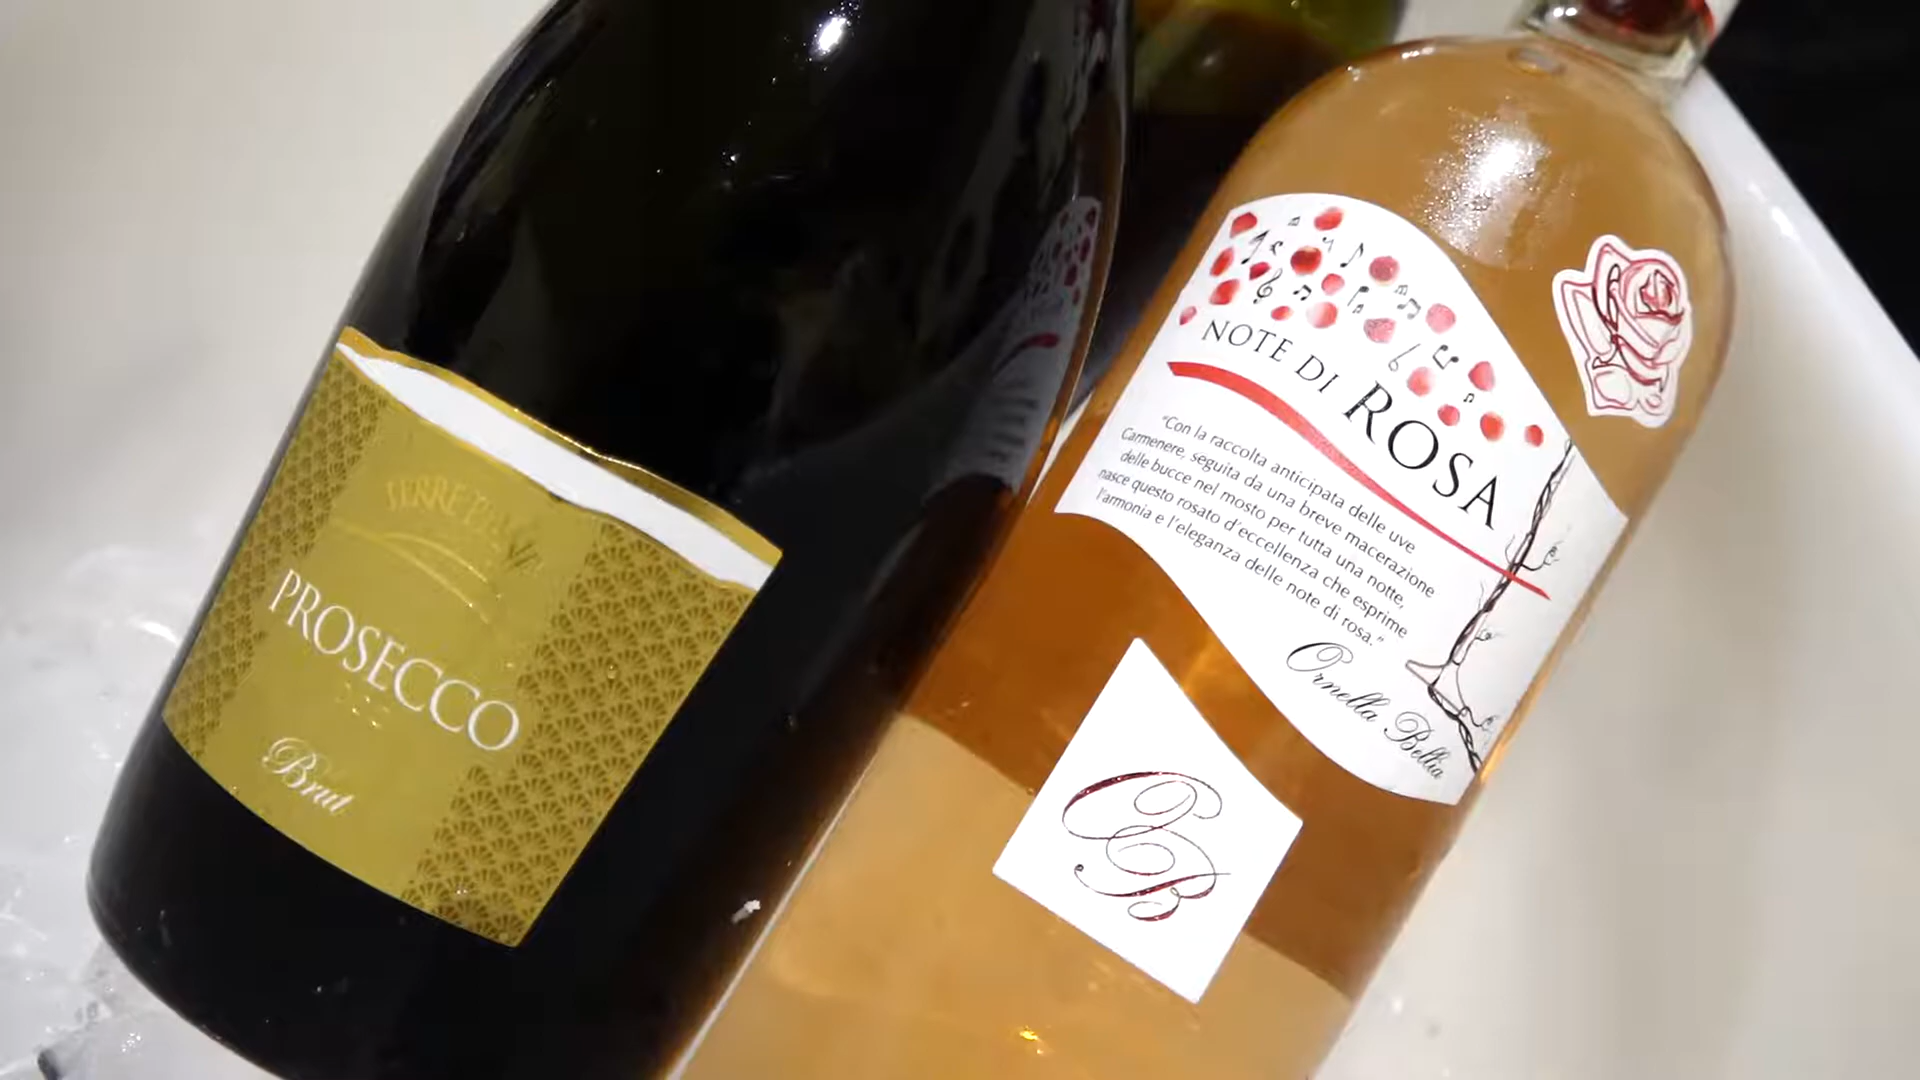 PROSECCO
Brut
NOTE DI ROSA
"Con la raccolta anticipata delle uve
Carmenere, seguita da una breve macerazione
delle bucce nel mosto per tutta una notte,
nasce questo rosato d'eccellenza che esprime
l'armonia e l'eleganza delle note di rosa."
Ornella Bellia
OB